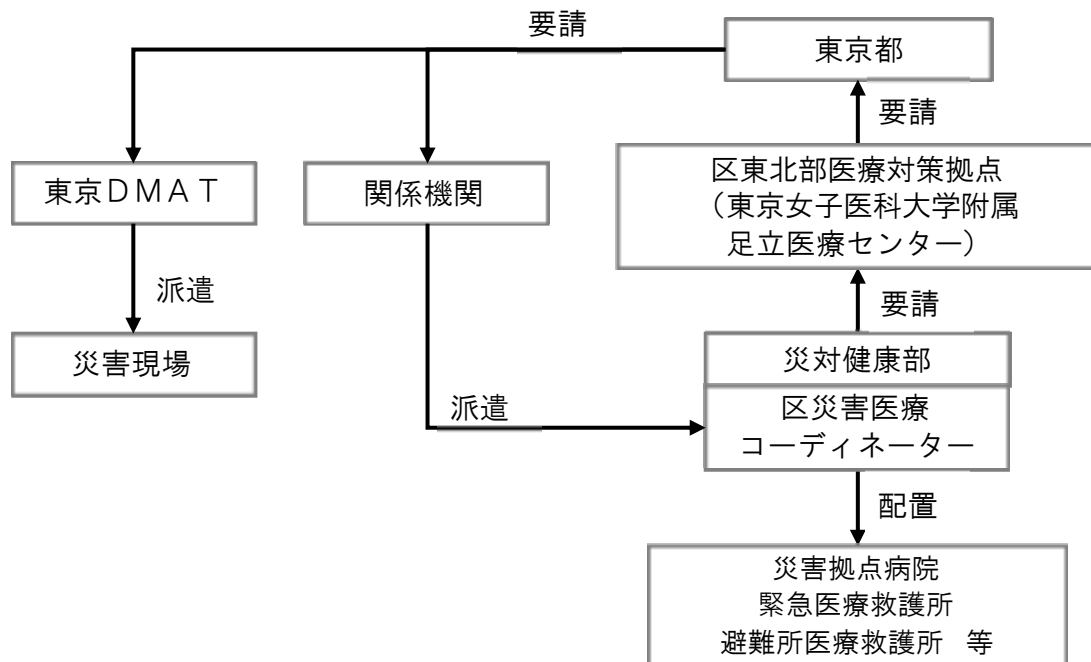 要請
東京都
要請
東京ＤＭＡＴ
関係機関
区東北部医療対策拠点
（東京女子医科大学附属
足立医療センター）
派遣
要請
災害現場
災対健康部
派遣
区災害医療
コーディネーター
配置
災害拠点病院
緊急医療救護所
避難所医療救護所　等